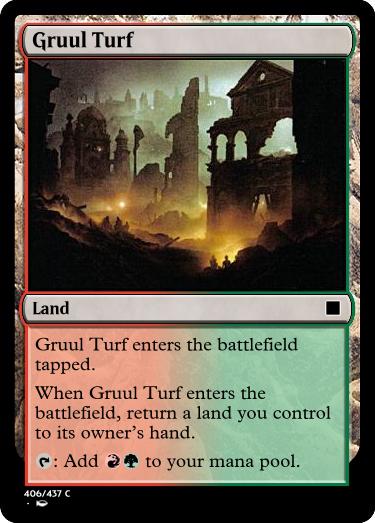 Gruul Turf
Land
Gruul Turf enters the battlefield
tapped.
When Gruul Turf enters the
battlefield, return a land you control
to its owner's hand.
: Add to your mana pool.
406/437 C